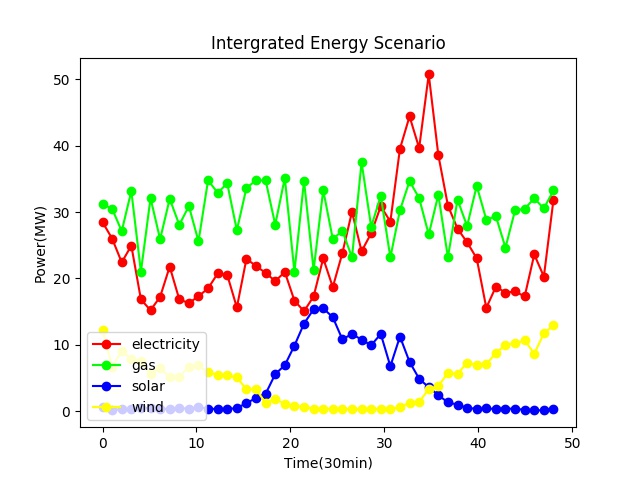 Intergrated Energy Scenario
Power(MW)
50
40
30
20
10
0
electricity
gas
solar
wind
0 10 20 30 40 50
Time(30min)